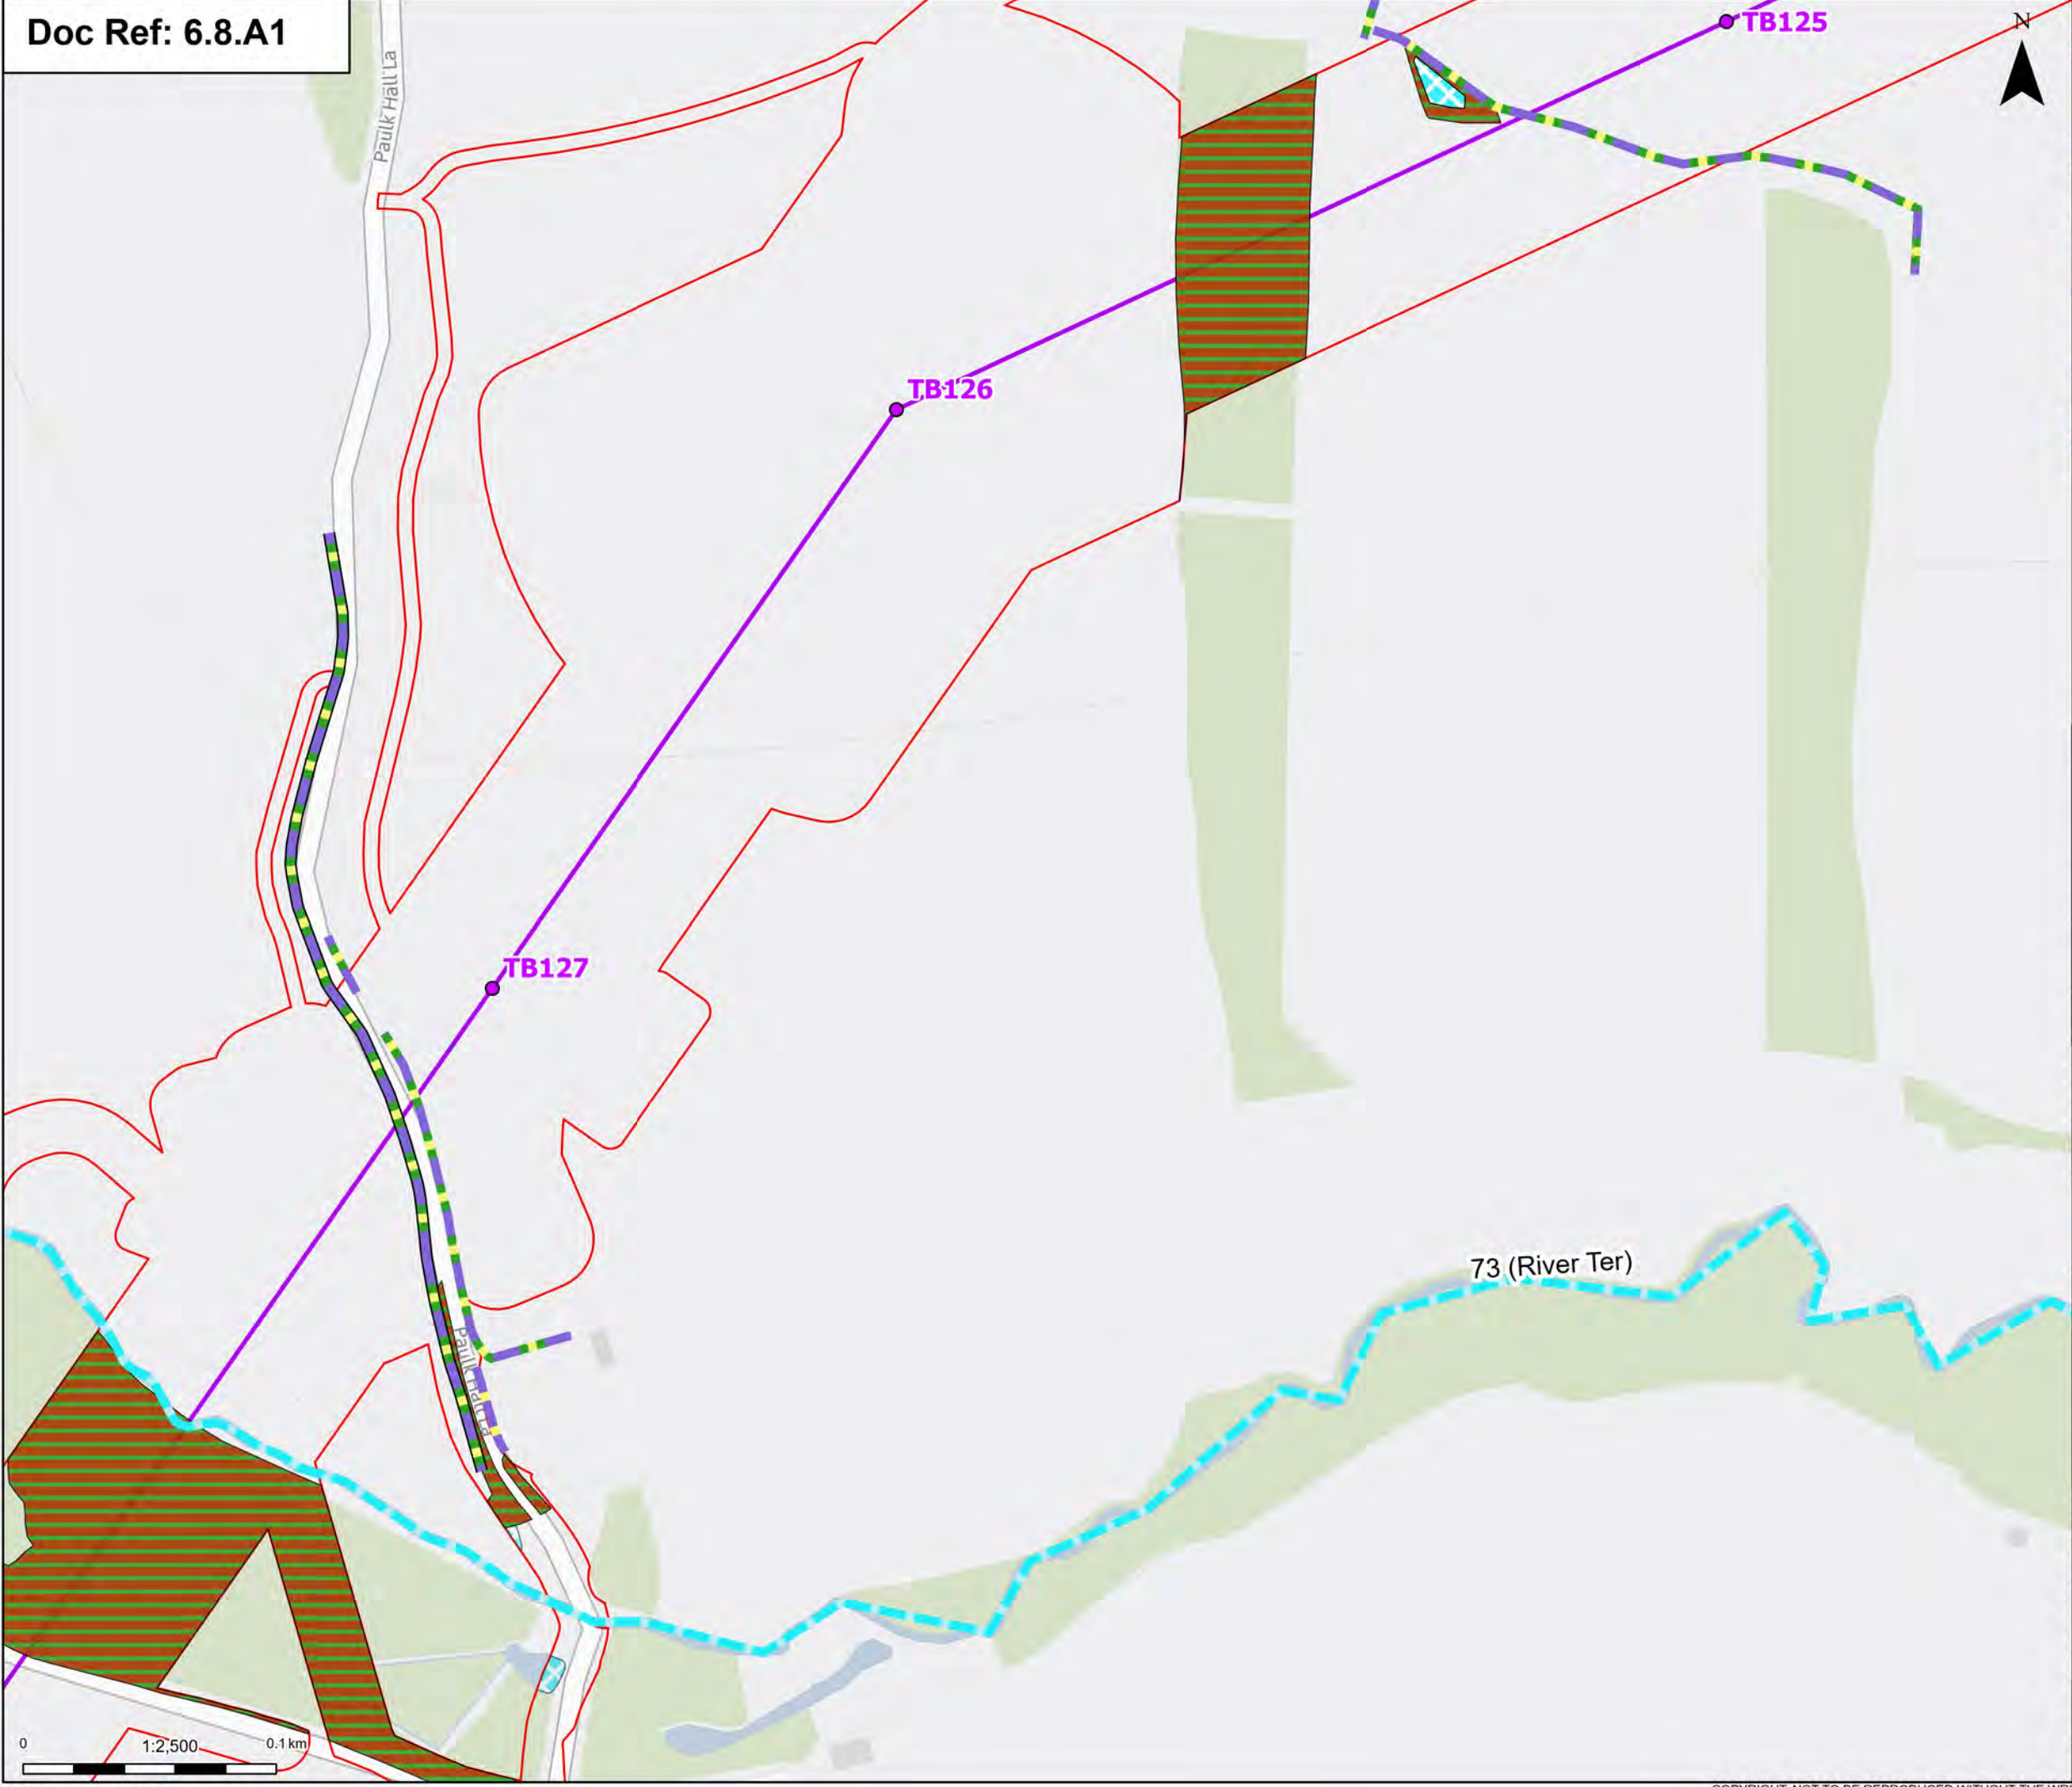 Doc Ref: 6.8.A1
N
TB125
Paulk Hall La
TB126
TB127
73 (River Ter)
Paulk Hall La
0 1:2,500 0.1 km